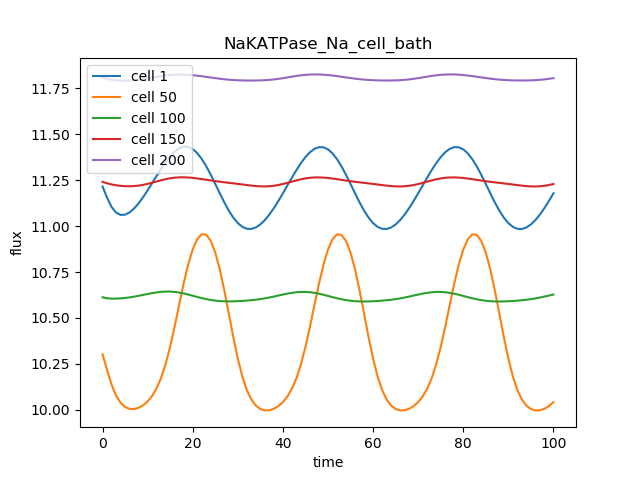 NaKATPase_Na_cell_bath
cell 1
cell 50
cell 100
cell 150
cell 200
11.75
11.50
11.25
11.00
10.75
10.50
10.25
10.00
flux
0
20
40
60
80
100
time